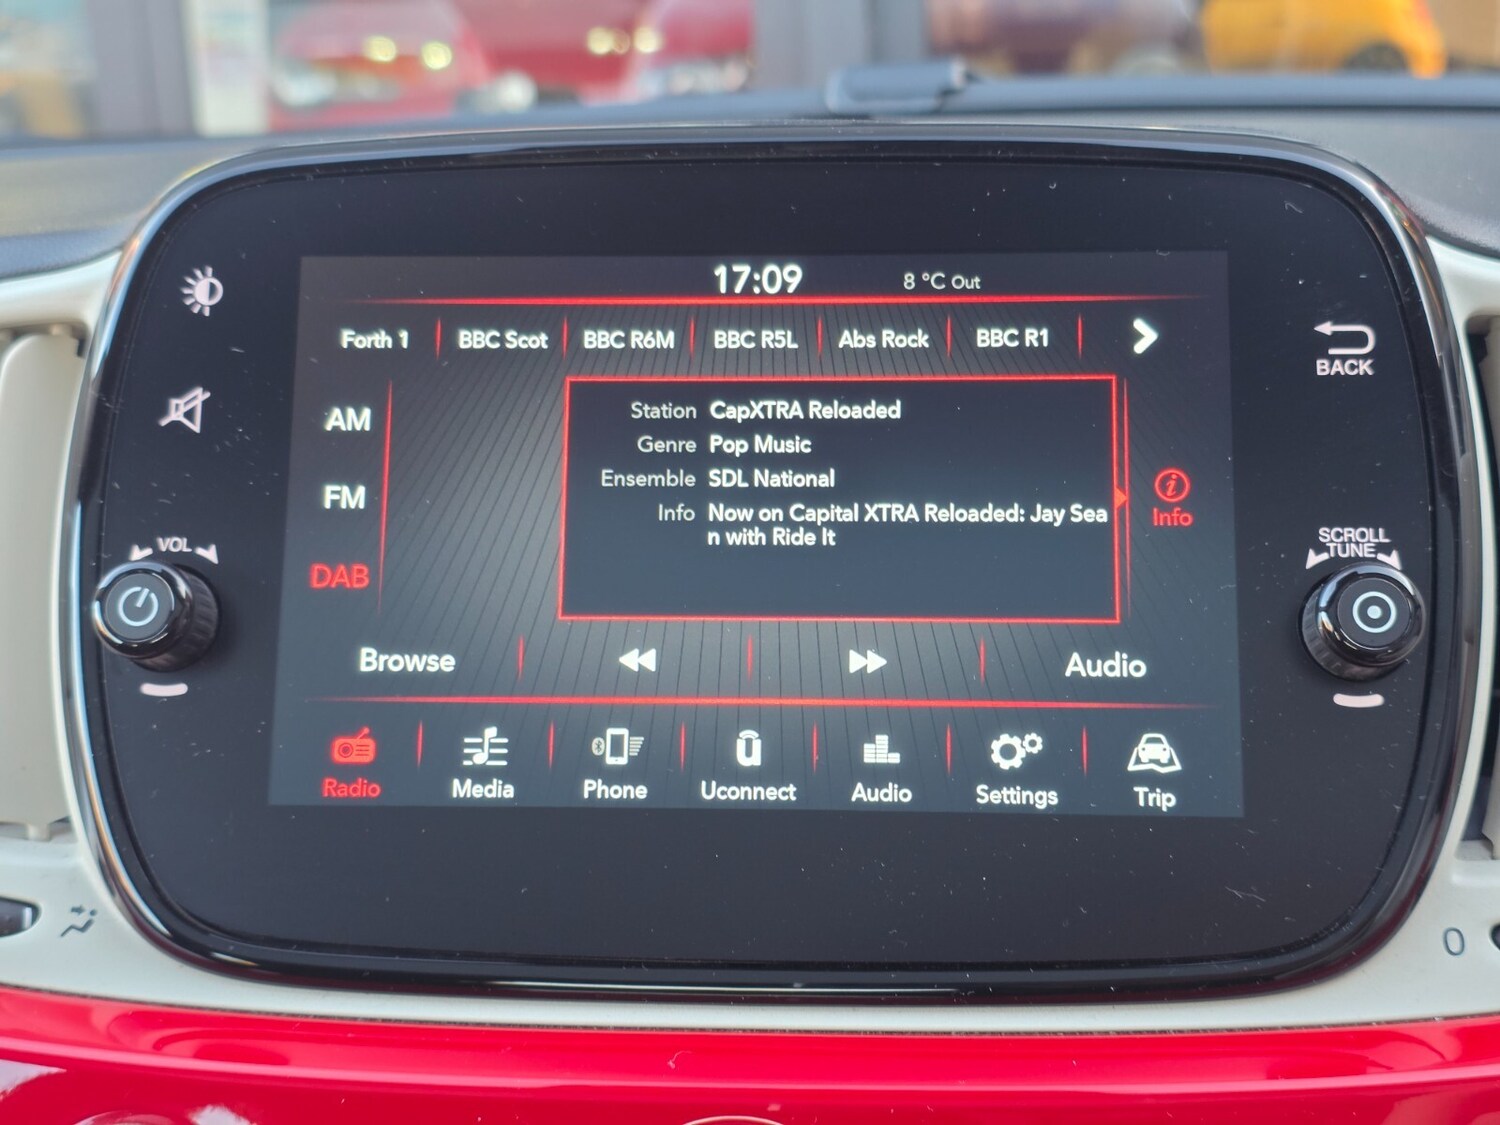 17:09 8 °C Out
Forth 1 BBC Scot BBC R6M BBC R5L Abs Rock BBC R1
BACK
AM
FM
DAB
Station CapXTRA Reloaded
Genre Pop Music
Ensemble SDL National
Info Now on Capital XTRA Reloaded: Jay Sea
n with Ride It
Info
VOL
SCROLL
TUNE
Browse Audio
Radio Media Phone Uconnect Audio Settings Trip
0